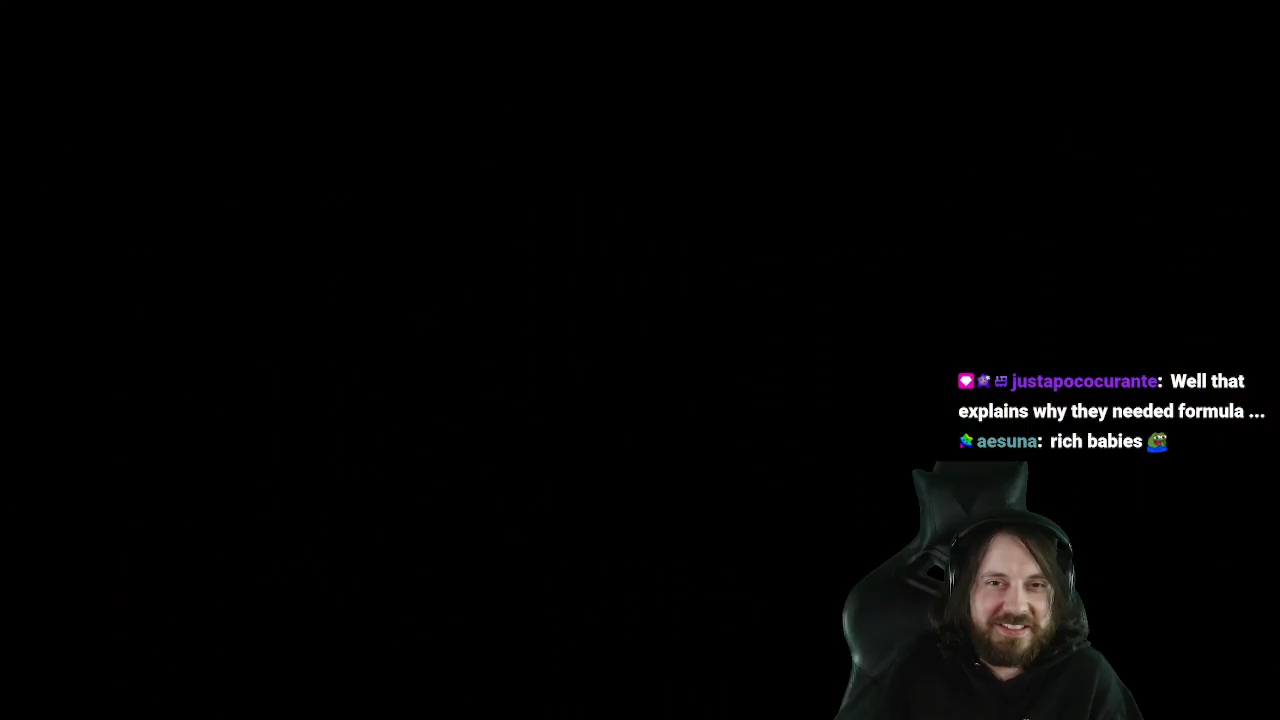 justapococurante: Well that
explains why they needed formula ...
aesuna: rich babies